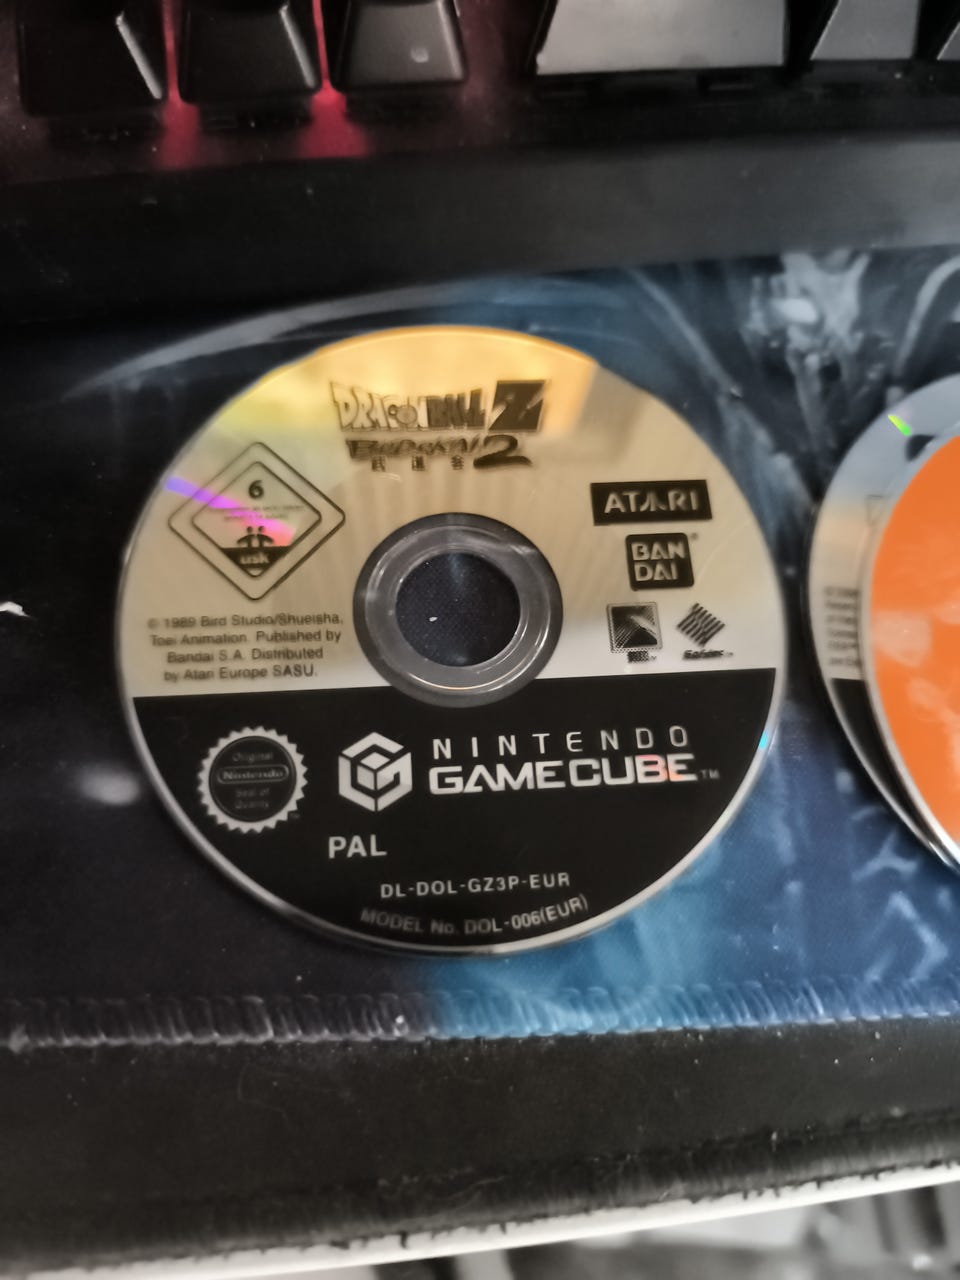 DRAGON BALL Z
BUDOKAI 2
武道会
6
usk
ATARI
BAN
DAI®
© 1989 Bird Studio/Shueisha,
Toei Animation. Published by
Bandai S.A. Distributed
by Atari Europe SASU.
Original
Nintendo
Seal of
Quality
NINTENDO
GAMECUBE™
PAL
DL-DOL-GZ3P-EUR
MODEL No. DOL-006(EUR)